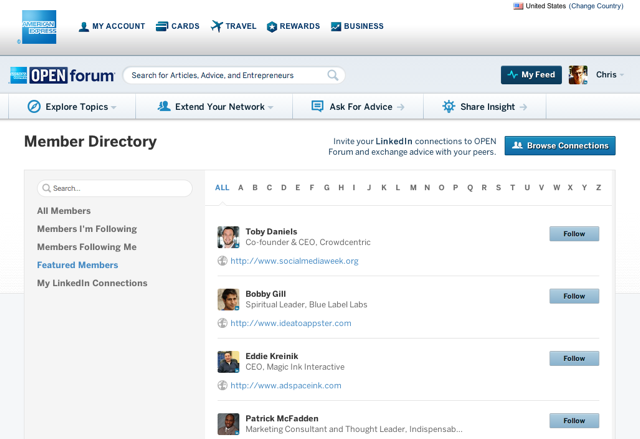 United States (Change Country)
AMERICAN EXPRESS
MY ACCOUNT CARDS TRAVEL REWARDS BUSINESS
OPEN forum
Search for Articles, Advice, and Entrepreneurs
My Feed
Chris
Explore Topics
Extend Your Network
Ask For Advice
Share Insight
Member Directory
Invite your LinkedIn connections to OPEN
Forum and exchange advice with your peers.
Browse Connections
Search...
All Members
Members I'm Following
Members Following Me
Featured Members
My LinkedIn Connections
ALL A B C D E F G H I J K L M N O P Q R S T U V W X Y Z
Toby Daniels
Co-founder & CEO, Crowdcentric
http://www.socialmediaweek.org
Follow
Bobby Gill
Spiritual Leader, Blue Label Labs
http://www.ideatoappster.com
Follow
Eddie Kreinik
CEO, Magic Ink Interactive
http://www.adspaceink.com
Follow
Patrick McFadden
Marketing Consultant and Thought Leader, Indispensab...
Follow